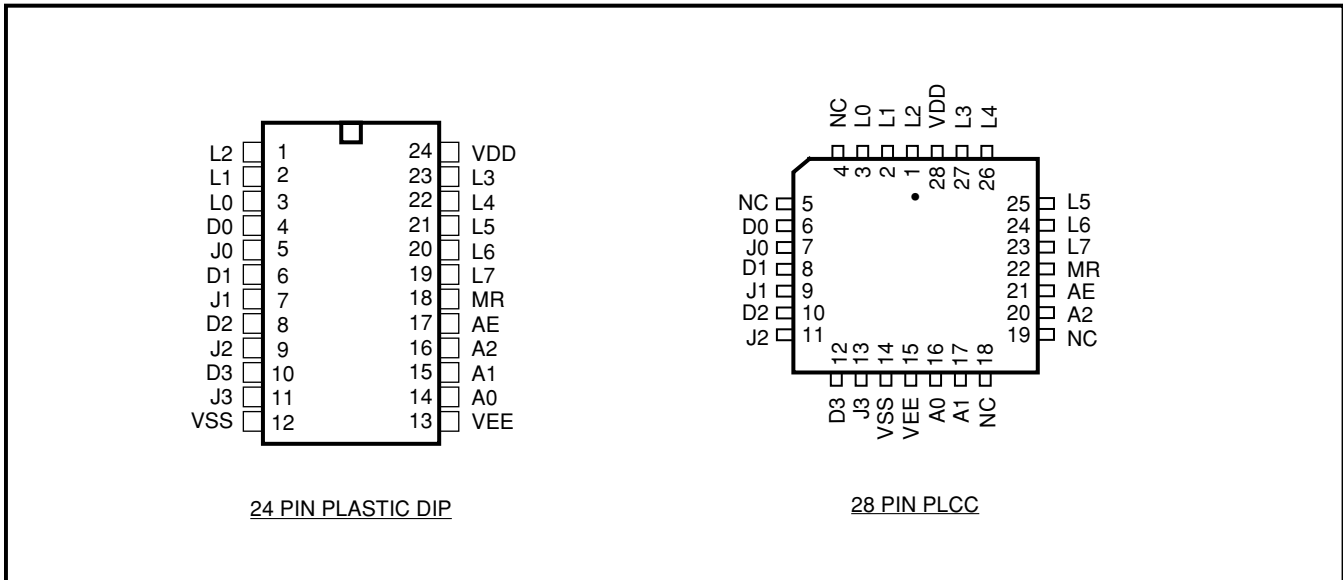 L2 1 24 VDD
L1 2 23 L3
L0 3 22 L4
D0 4 21 L5
J0 5 20 L6
D1 6 19 L7
J1 7 18 MR
D2 8 17 AE
J2 9 16 A2
D3 10 15 A1
J3 11 14 A0
VSS 12 13 VEE
24 PIN PLASTIC DIP
NC L0 L1 L2 VDD L3 L4
4 3 2 1 28 27 26
NC 5 25 L5
D0 6 24 L6
J0 7 23 L7
D1 8 22 MR
J1 9 21 AE
D2 10 20 A2
J2 11 19 NC
12 13 14 15 16 17 18
D3 J3 VSS VEE A0 A1 NC
28 PIN PLCC